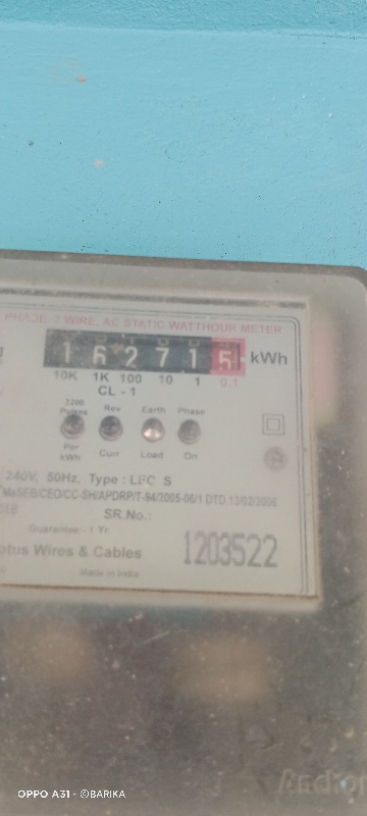 PHASE, 2 WIRE, AC STATIC WATTHOUR METER
1 6 2 7 1 5 kWh
10K 1K 100 10 1 0.1
CL - 1
3200 Pulses Rev Earth Phase
Per kWh Curr Load On
240V, 50Hz, Type : S
SR.No.:
Guarantee:- 1 Yr
Wires & Cables
1203522
Made in India
OPPO A31 · ©BARIKA